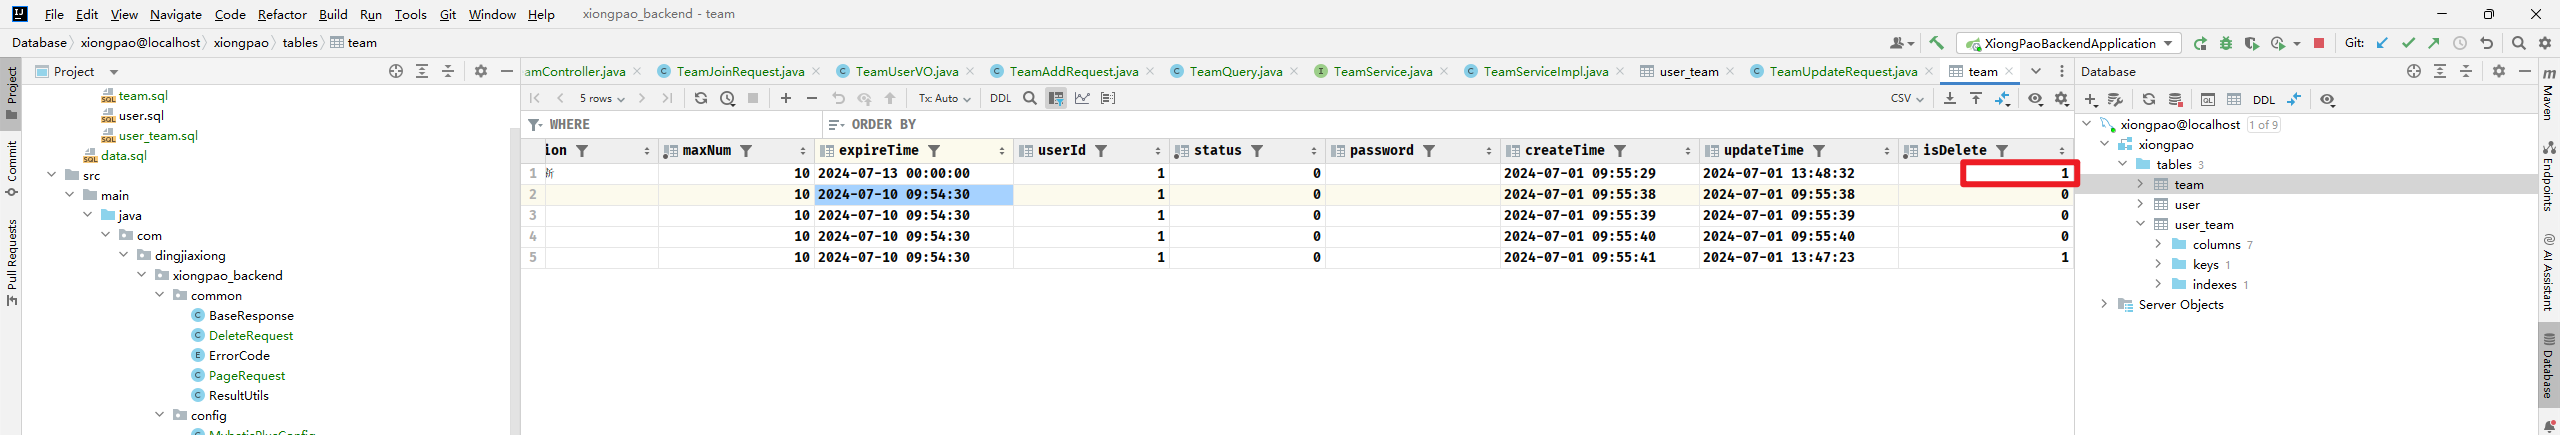 File Edit View Navigate Code Refactor Build Run Tools Git Window Help xiongpao_backend - team
Database xiongpao@localhost xiongpao tables team XiongPaoBackendApplication Git:
Project amController.java TeamJoinRequest.java TeamUserVO.java TeamAddRequest.java TeamQuery.java TeamService.java TeamServiceImpl.java user_team TeamUpdateRequest.java team Database
5 rows Tx: Auto DDL CSV DDL
WHERE ORDER BY
ion maxNum expireTime userId status password createTime updateTime isDelete
1 新 10 2024-07-13 00:00:00 1 0 2024-07-01 09:55:29 2024-07-01 13:48:32 1
2 10 2024-07-10 09:54:30 1 0 2024-07-01 09:55:38 2024-07-01 09:55:38 0
3 10 2024-07-10 09:54:30 1 0 2024-07-01 09:55:39 2024-07-01 09:55:39 0
4 10 2024-07-10 09:54:30 1 0 2024-07-01 09:55:40 2024-07-01 09:55:40 0
5 10 2024-07-10 09:54:30 1 0 2024-07-01 09:55:41 2024-07-01 13:47:23 1
Project
Commit
Pull Requests
team.sql
user.sql
user_team.sql
data.sql
src
main
java
com
dingjiaxiong
xiongpao_backend
common
BaseResponse
DeleteRequest
ErrorCode
PageRequest
ResultUtils
config
MybatisPlusConfig
xiongpao@localhost 1 of 9
xiongpao
tables 3
team
user
user_team
columns 7
keys 1
indexes 1
Server Objects
Maven
Endpoints
AI Assistant
Database